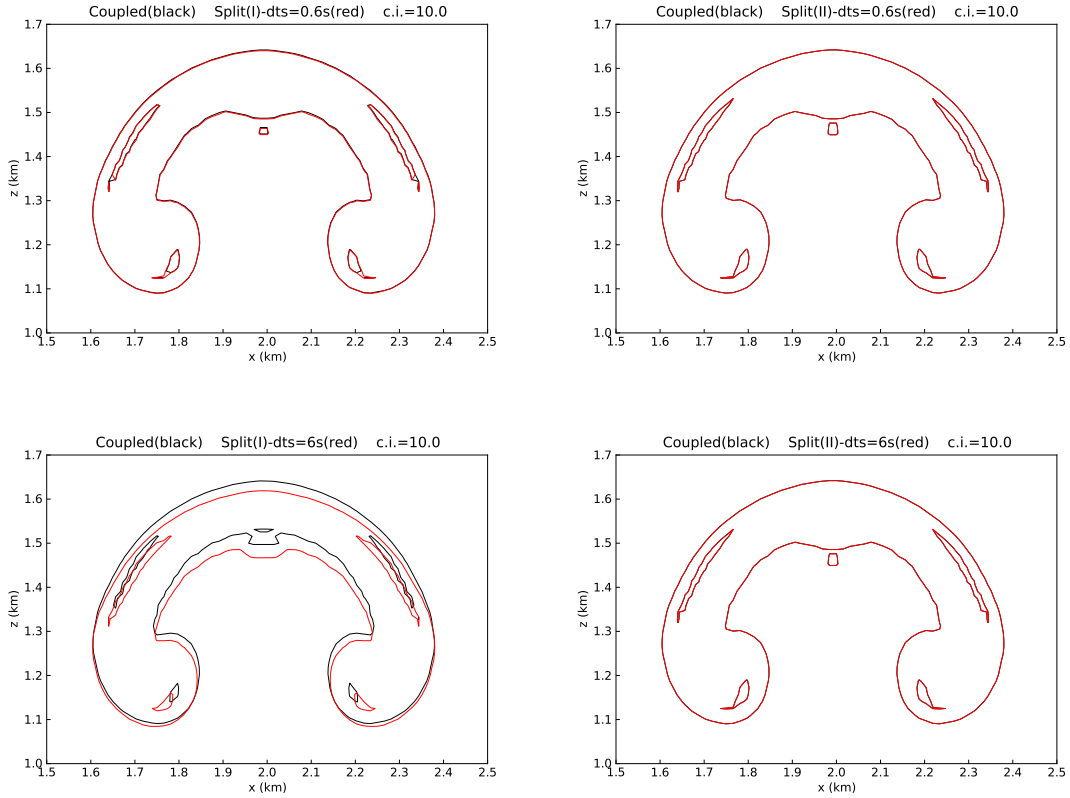 Coupled(black) Split(I)-dts=0.6s(red) c.i.=10.0
1.7
1.6
1.5
1.4
1.3
1.2
1.1
1.0
z (km)
1.5 1.6 1.7 1.8 1.9 2.0 2.1 2.2 2.3 2.4 2.5
x (km)
Coupled(black) Split(II)-dts=0.6s(red) c.i.=10.0
1.7
1.6
1.5
1.4
1.3
1.2
1.1
1.0
z (km)
1.5 1.6 1.7 1.8 1.9 2.0 2.1 2.2 2.3 2.4 2.5
x (km)
Coupled(black) Split(I)-dts=6s(red) c.i.=10.0
1.7
1.6
1.5
1.4
1.3
1.2
1.1
1.0
z (km)
1.5 1.6 1.7 1.8 1.9 2.0 2.1 2.2 2.3 2.4 2.5
x (km)
Coupled(black) Split(II)-dts=6s(red) c.i.=10.0
1.7
1.6
1.5
1.4
1.3
1.2
1.1
1.0
z (km)
1.5 1.6 1.7 1.8 1.9 2.0 2.1 2.2 2.3 2.4 2.5
x (km)